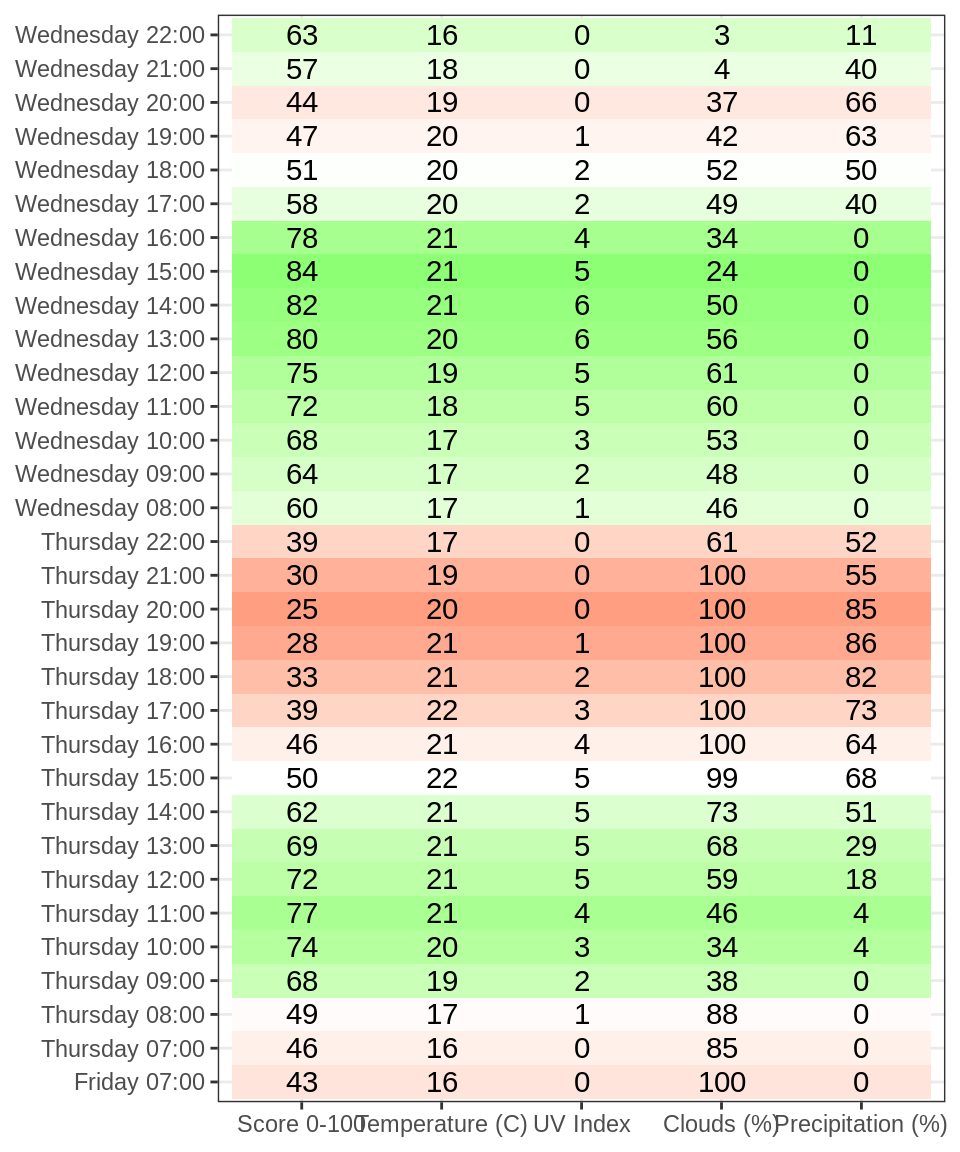 Wednesday 22:00 63 16 0 3 11
Wednesday 21:00 57 18 0 4 40
Wednesday 20:00 44 19 0 37 66
Wednesday 19:00 47 20 1 42 63
Wednesday 18:00 51 20 2 52 50
Wednesday 17:00 58 20 2 49 40
Wednesday 16:00 78 21 4 34 0
Wednesday 15:00 84 21 5 24 0
Wednesday 14:00 82 21 6 50 0
Wednesday 13:00 80 20 6 56 0
Wednesday 12:00 75 19 5 61 0
Wednesday 11:00 72 18 5 60 0
Wednesday 10:00 68 17 3 53 0
Wednesday 09:00 64 17 2 48 0
Wednesday 08:00 60 17 1 46 0
Thursday 22:00 39 17 0 61 52
Thursday 21:00 30 19 0 100 55
Thursday 20:00 25 20 0 100 85
Thursday 19:00 28 21 1 100 86
Thursday 18:00 33 21 2 100 82
Thursday 17:00 39 22 3 100 73
Thursday 16:00 46 21 4 100 64
Thursday 15:00 50 22 5 99 68
Thursday 14:00 62 21 5 73 51
Thursday 13:00 69 21 5 68 29
Thursday 12:00 72 21 5 59 18
Thursday 11:00 77 21 4 46 4
Thursday 10:00 74 20 3 34 4
Thursday 09:00 68 19 2 38 0
Thursday 08:00 49 17 1 88 0
Thursday 07:00 46 16 0 85 0
Friday 07:00 43 16 0 100 0
Score 0-100 Temperature (C) UV Index Clouds (%) Precipitation (%)